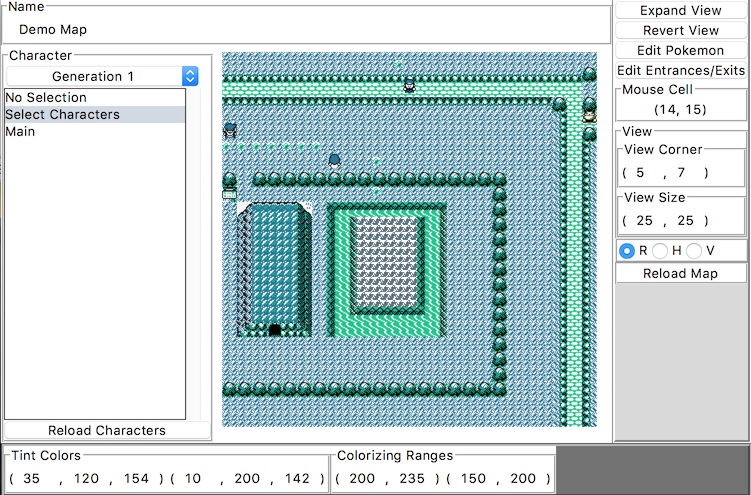 Name
Demo Map
Character
Generation 1
No Selection
Select Characters
Main
Reload Characters
Expand View
Revert View
Edit Pokemon
Edit Entrances/Exits
Mouse Cell
(14, 15)
View
View Corner
( 5 , 7 )
View Size
( 25 , 25 )
R H V
Reload Map
Tint Colors
( 35 , 120 , 154 ) ( 10 , 200 , 142 )
Colorizing Ranges
( 200 , 235 ) ( 150 , 200 )